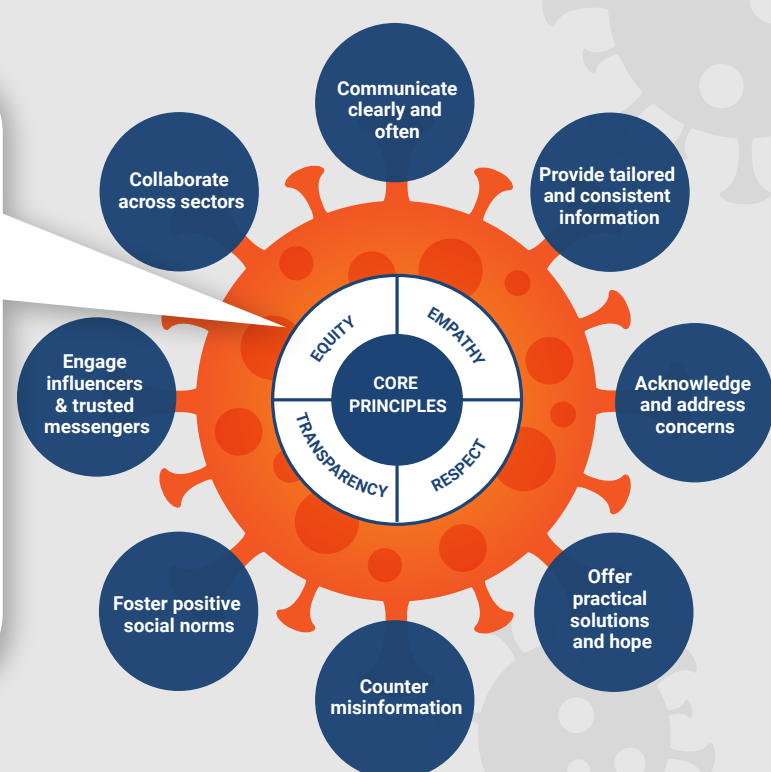 Communicate
clearly and
often
Provide tailored
and consistent
information
Acknowledge
and address
concerns
Offer
practical
solutions
and hope
Counter
misinformation
Foster positive
social norms
Engage
influencers
& trusted
messengers
Collaborate
across sectors
EQUITY
EMPATHY
RESPECT
TRANSPARENCY
CORE
PRINCIPLES